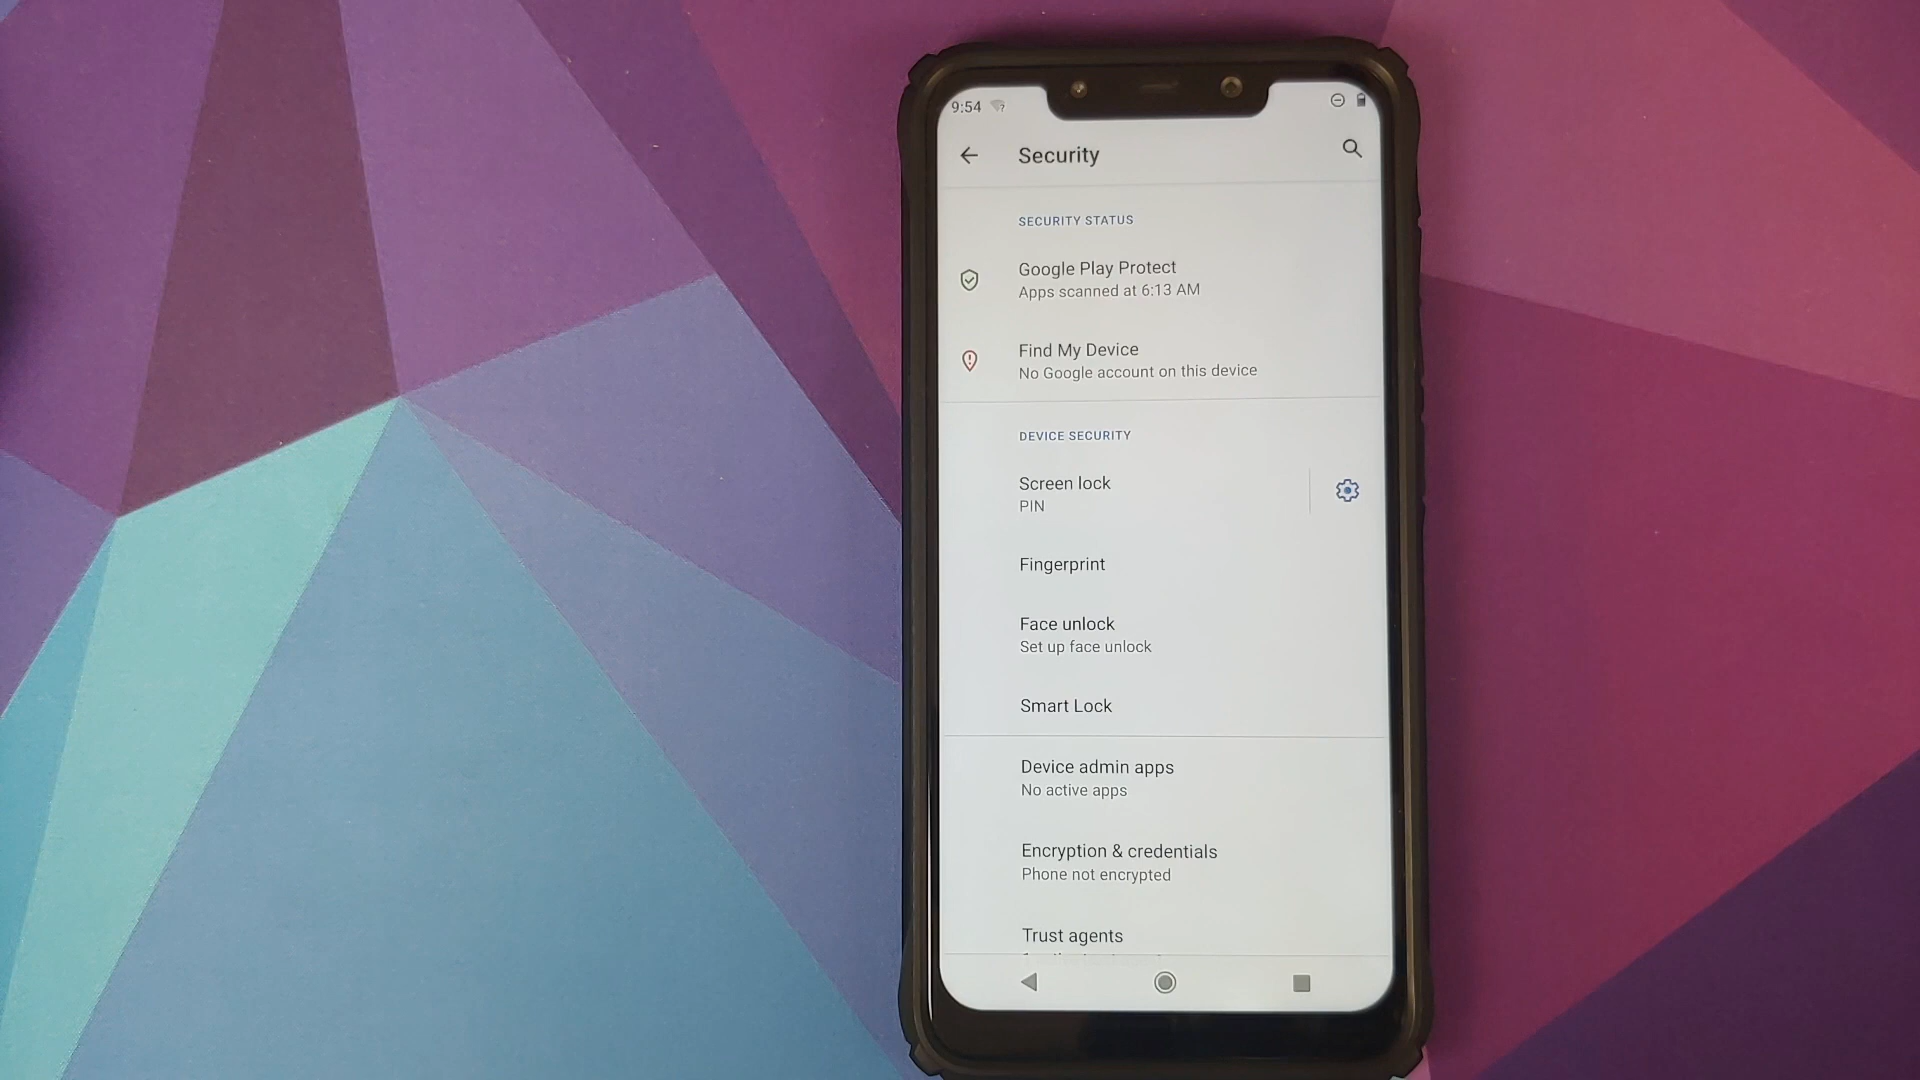 9:54
Security
SECURITY STATUS
Google Play Protect
Apps scanned at 6:13 AM
Find My Device
No Google account on this device
DEVICE SECURITY
Screen lock
PIN
Fingerprint
Face unlock
Set up face unlock
Smart Lock
Device admin apps
No active apps
Encryption & credentials
Phone not encrypted
Trust agents